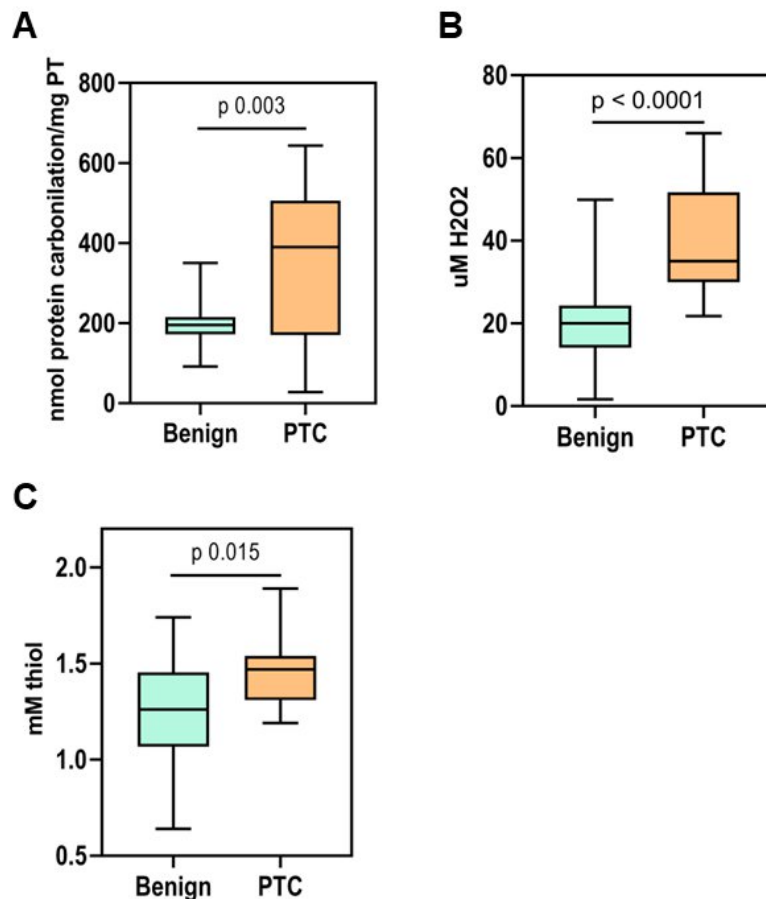 A
nmol protein carbonilation/mg PT
800
600
400
200
0
p 0.003
Benign PTC
B
uM H2O2
80
60
40
20
0
p < 0.0001
Benign PTC
C
mM thiol
2.0
1.5
1.0
0.5
p 0.015
Benign PTC